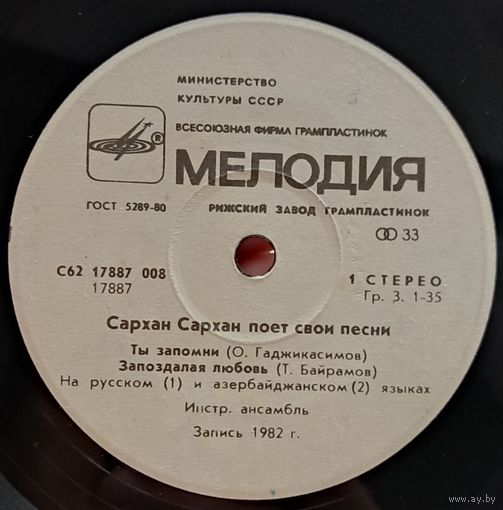 МИНИСТЕРСТВО
КУЛЬТУРЫ СССР
ВСЕСОЮЗНАЯ ФИРМА ГРАМПЛАСТИНОК
®
МЕЛОДИЯ
ГОСТ 5289-80 РИЖСКИЙ ЗАВОД ГРАМПЛАСТИНОК
33
С62 17887 008 1 СТЕРЕО
17887 Гр. 3. 1-35
Сархан Сархан поет свои песни
Ты запомни (О. Гаджикасимов)
Запоздалая любовь (Т. Байрамов)
На русском (1) и азербайджанском (2) языках
Инстр. ансамбль
Запись 1982 г.
www.ay.by